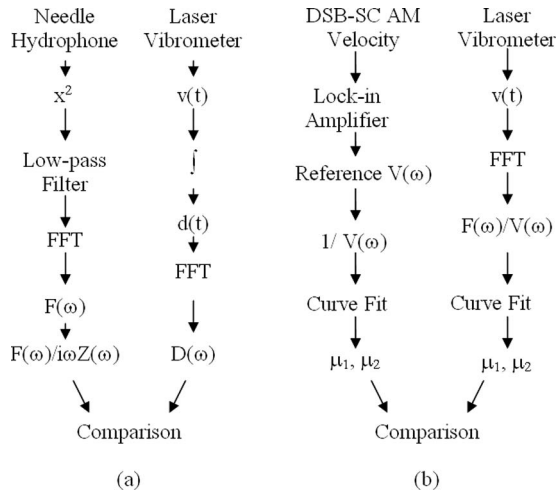 Needle
Hydrophone
x²
Low-pass
Filter
FFT
F(ω)
F(ω)/iωZ(ω)
Laser
Vibrometer
v(t)
∫
d(t)
FFT
D(ω)
Comparison
(a)
DSB-SC AM
Velocity
Lock-in
Amplifier
Reference V(ω)
1/ V(ω)
Curve Fit
μ₁, μ₂
Laser
Vibrometer
v(t)
FFT
F(ω)/V(ω)
Curve Fit
μ₁, μ₂
Comparison
(b)